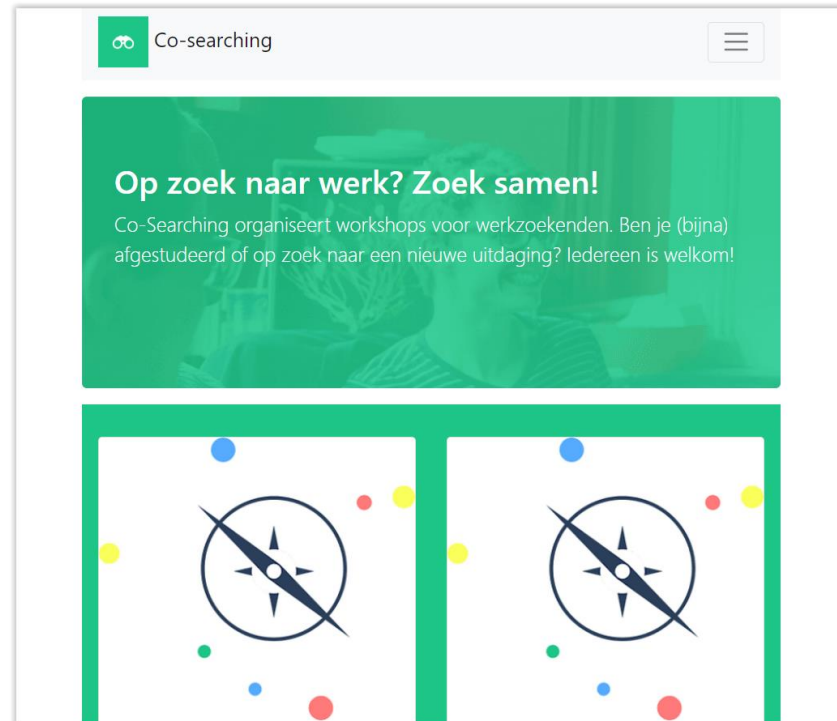 Co-searching
Op zoek naar werk? Zoek samen!
Co-Searching organiseert workshops voor werkzoekenden. Ben je (bijna)
afgestudeerd of op zoek naar een nieuwe uitdaging? Iedereen is welkom!